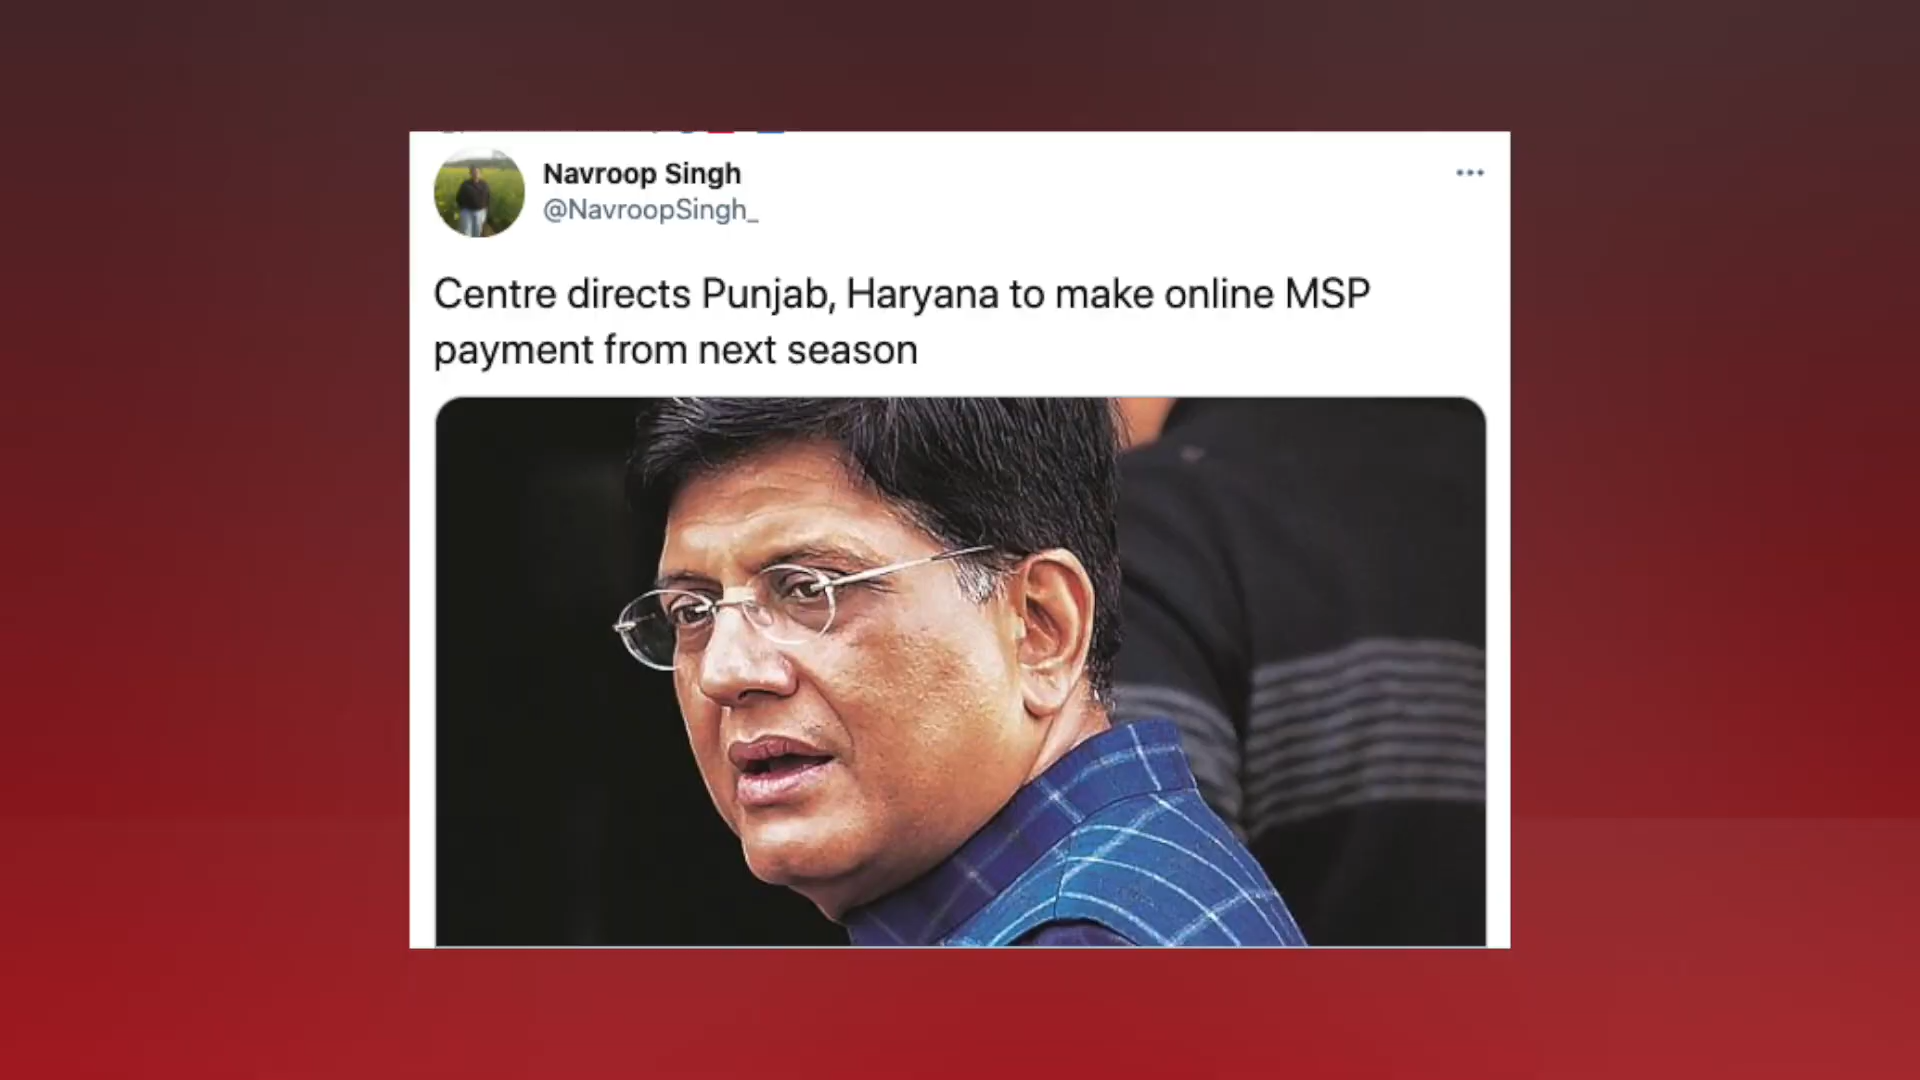 Navroop Singh
@NavroopSingh_
Centre directs Punjab, Haryana to make online MSP
payment from next season